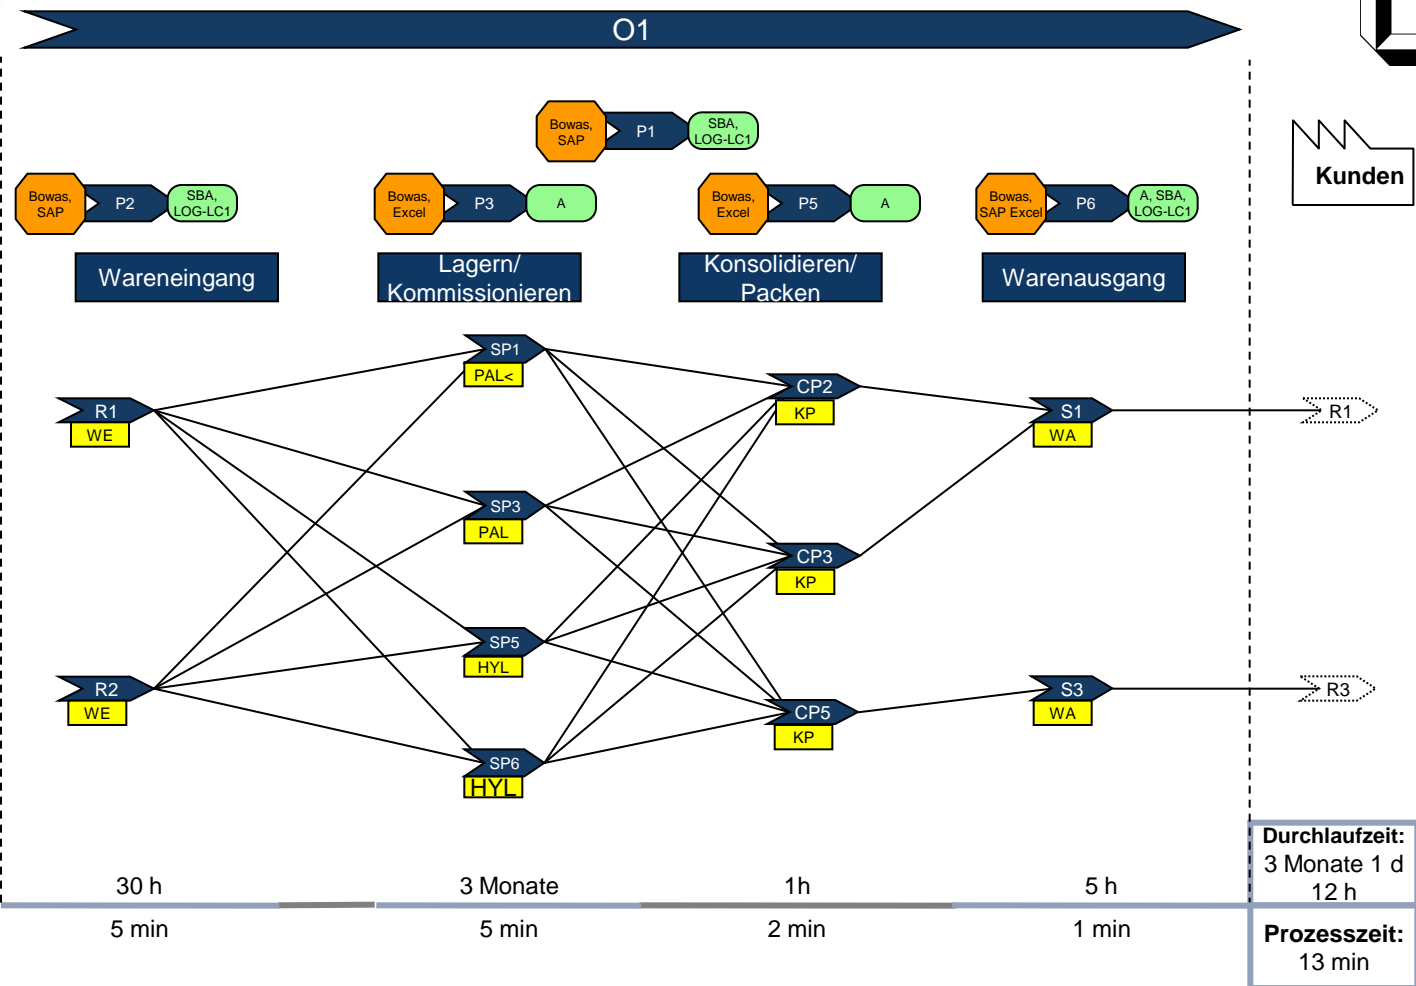 O1
Bowas,
SAP
P1
SBA,
LOG-LC1
Bowas,
SAP
P2
SBA,
LOG-LC1
Bowas,
Excel
P3
A
Bowas,
Excel
P5
A
Bowas,
SAP Excel
P6
A, SBA,
LOG-LC1
Kunden
Wareneingang
Lagern/
Kommissionieren
Konsolidieren/
Packen
Warenausgang
SP1
PAL<
CP2
KP
R1
WE
S1
WA
R1
SP3
PAL
CP3
KP
SP5
HYL
R2
WE
CP5
KP
S3
WA
R3
SP6
HYL
30 h
3 Monate
1h
5 h
Durchlaufzeit:
3 Monate 1 d
12 h
5 min
5 min
2 min
1 min
Prozesszeit:
13 min